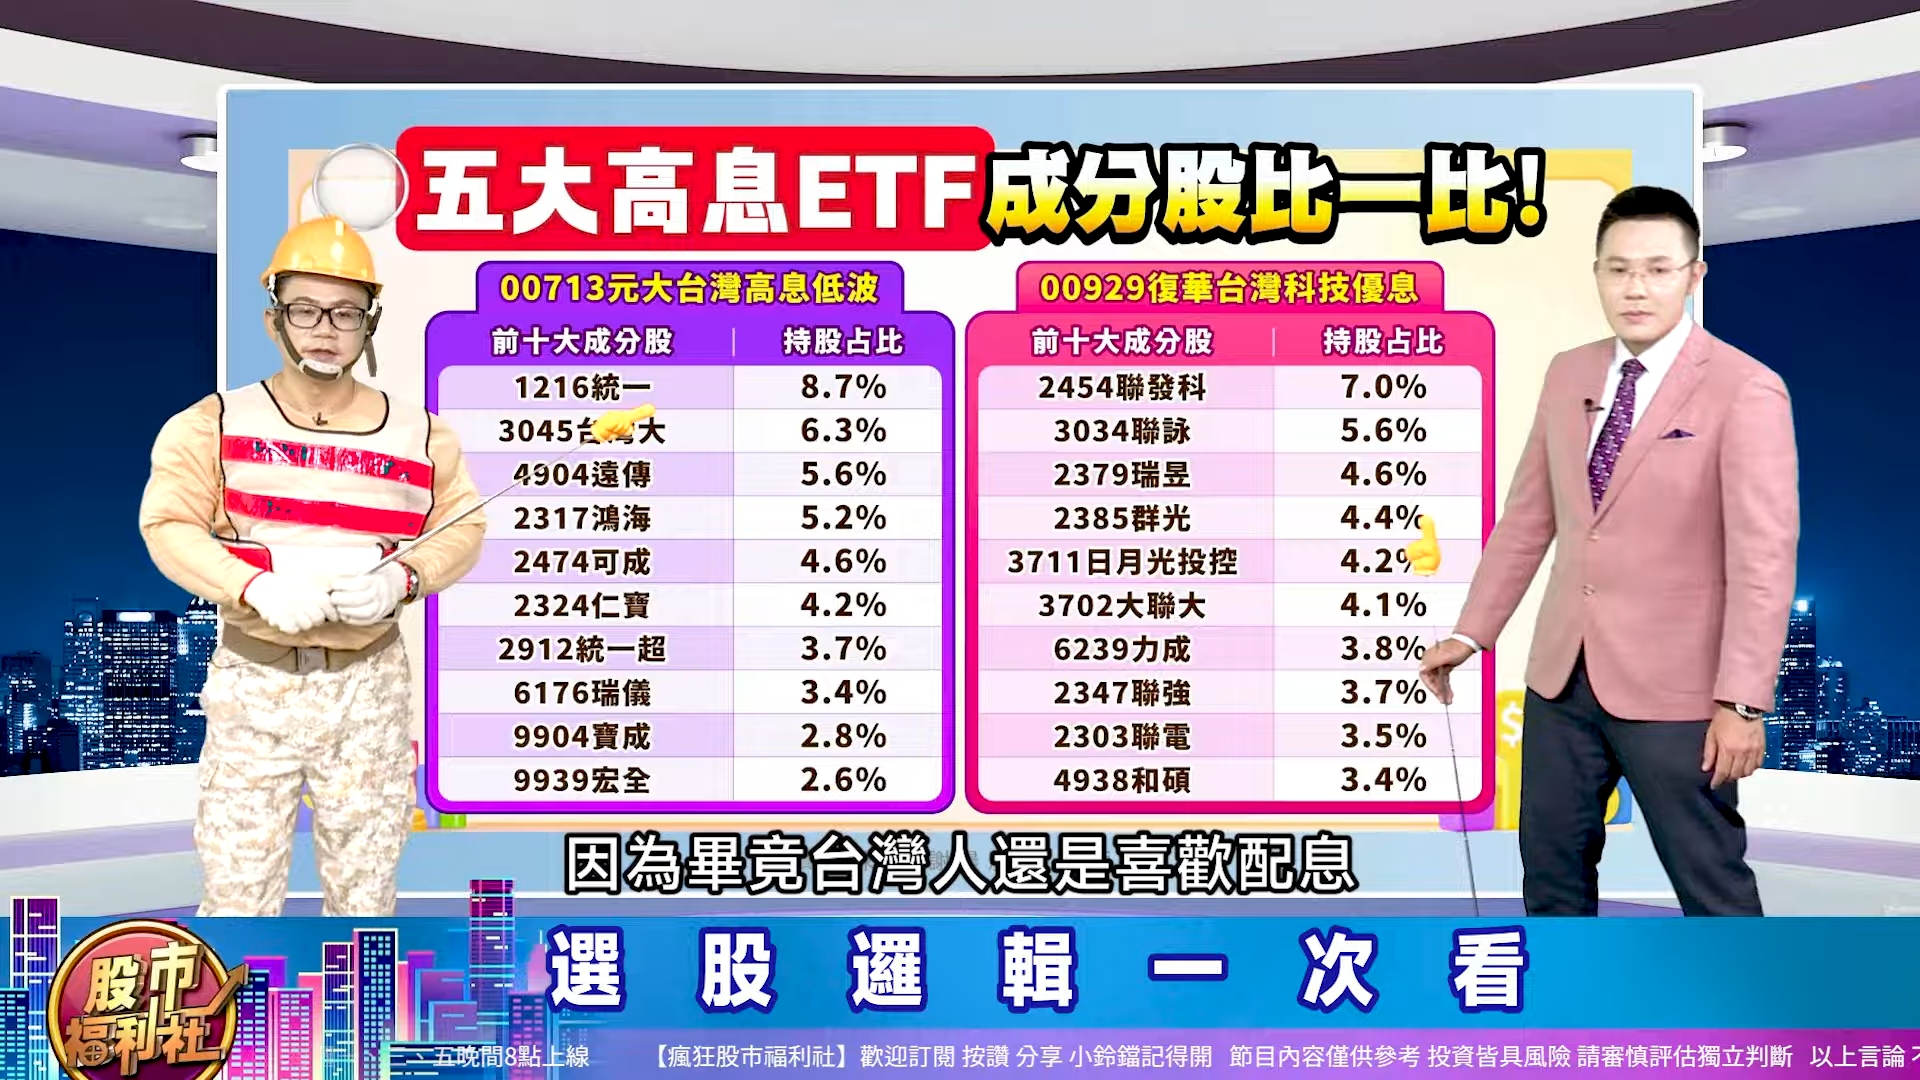 五大高息ETF成分股比一比!
00713元大台灣高息低波
前十大成分股 持股占比
1216統一 8.7%
3045台灣大 6.3%
4904遠傳 5.6%
2317鴻海 5.2%
2474可成 4.6%
2324仁寶 4.2%
2912統一超 3.7%
6176瑞儀 3.4%
9904寶成 2.8%
9939宏全 2.6%
00929復華台灣科技優息
前十大成分股 持股占比
2454聯發科 7.0%
3034聯詠 5.6%
2379瑞昱 4.6%
2385群光 4.4%
3711日月光投控 4.2%
3702大聯大 4.1%
6239力成 3.8%
2347聯強 3.7%
2303聯電 3.5%
4938和碩 3.4%
因為畢竟台灣人還是喜歡配息
選股邏輯一次看
股市
福利社
三、五晚間8點上線 【瘋狂股市福利社】歡迎訂閱 按讚 分享 小鈴鐺記得開 節目內容僅供參考 投資皆具風險 請審慎評估獨立判斷 以上言論